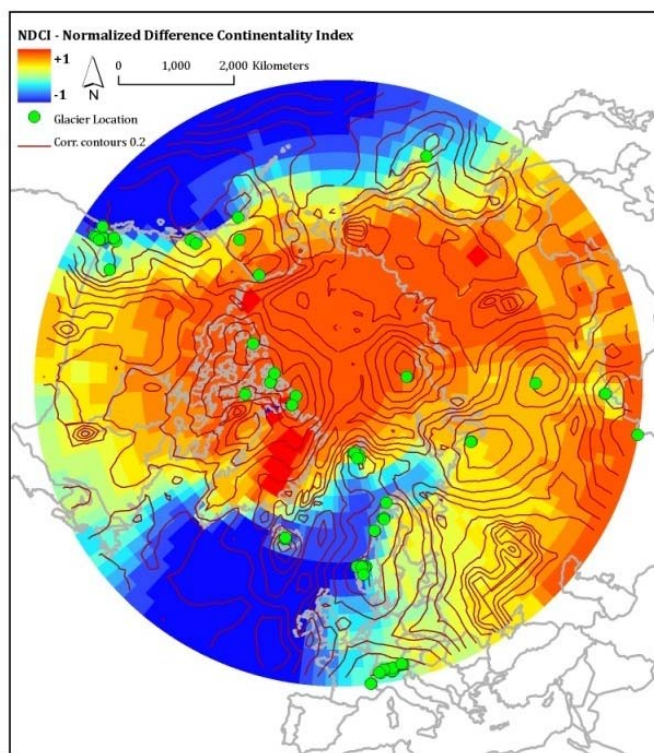 NDCI - Normalized Difference Continentality Index
+1
-1
N
0 1,000 2,000 Kilometers
Glacier Location
Corr. contours 0.2